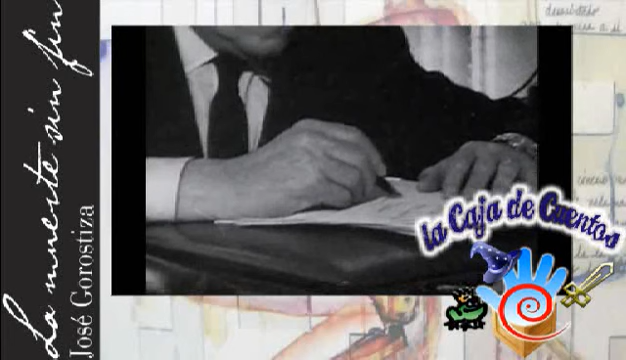 La muerte sin fin
José Gorostiza
la Caja de Cuentos